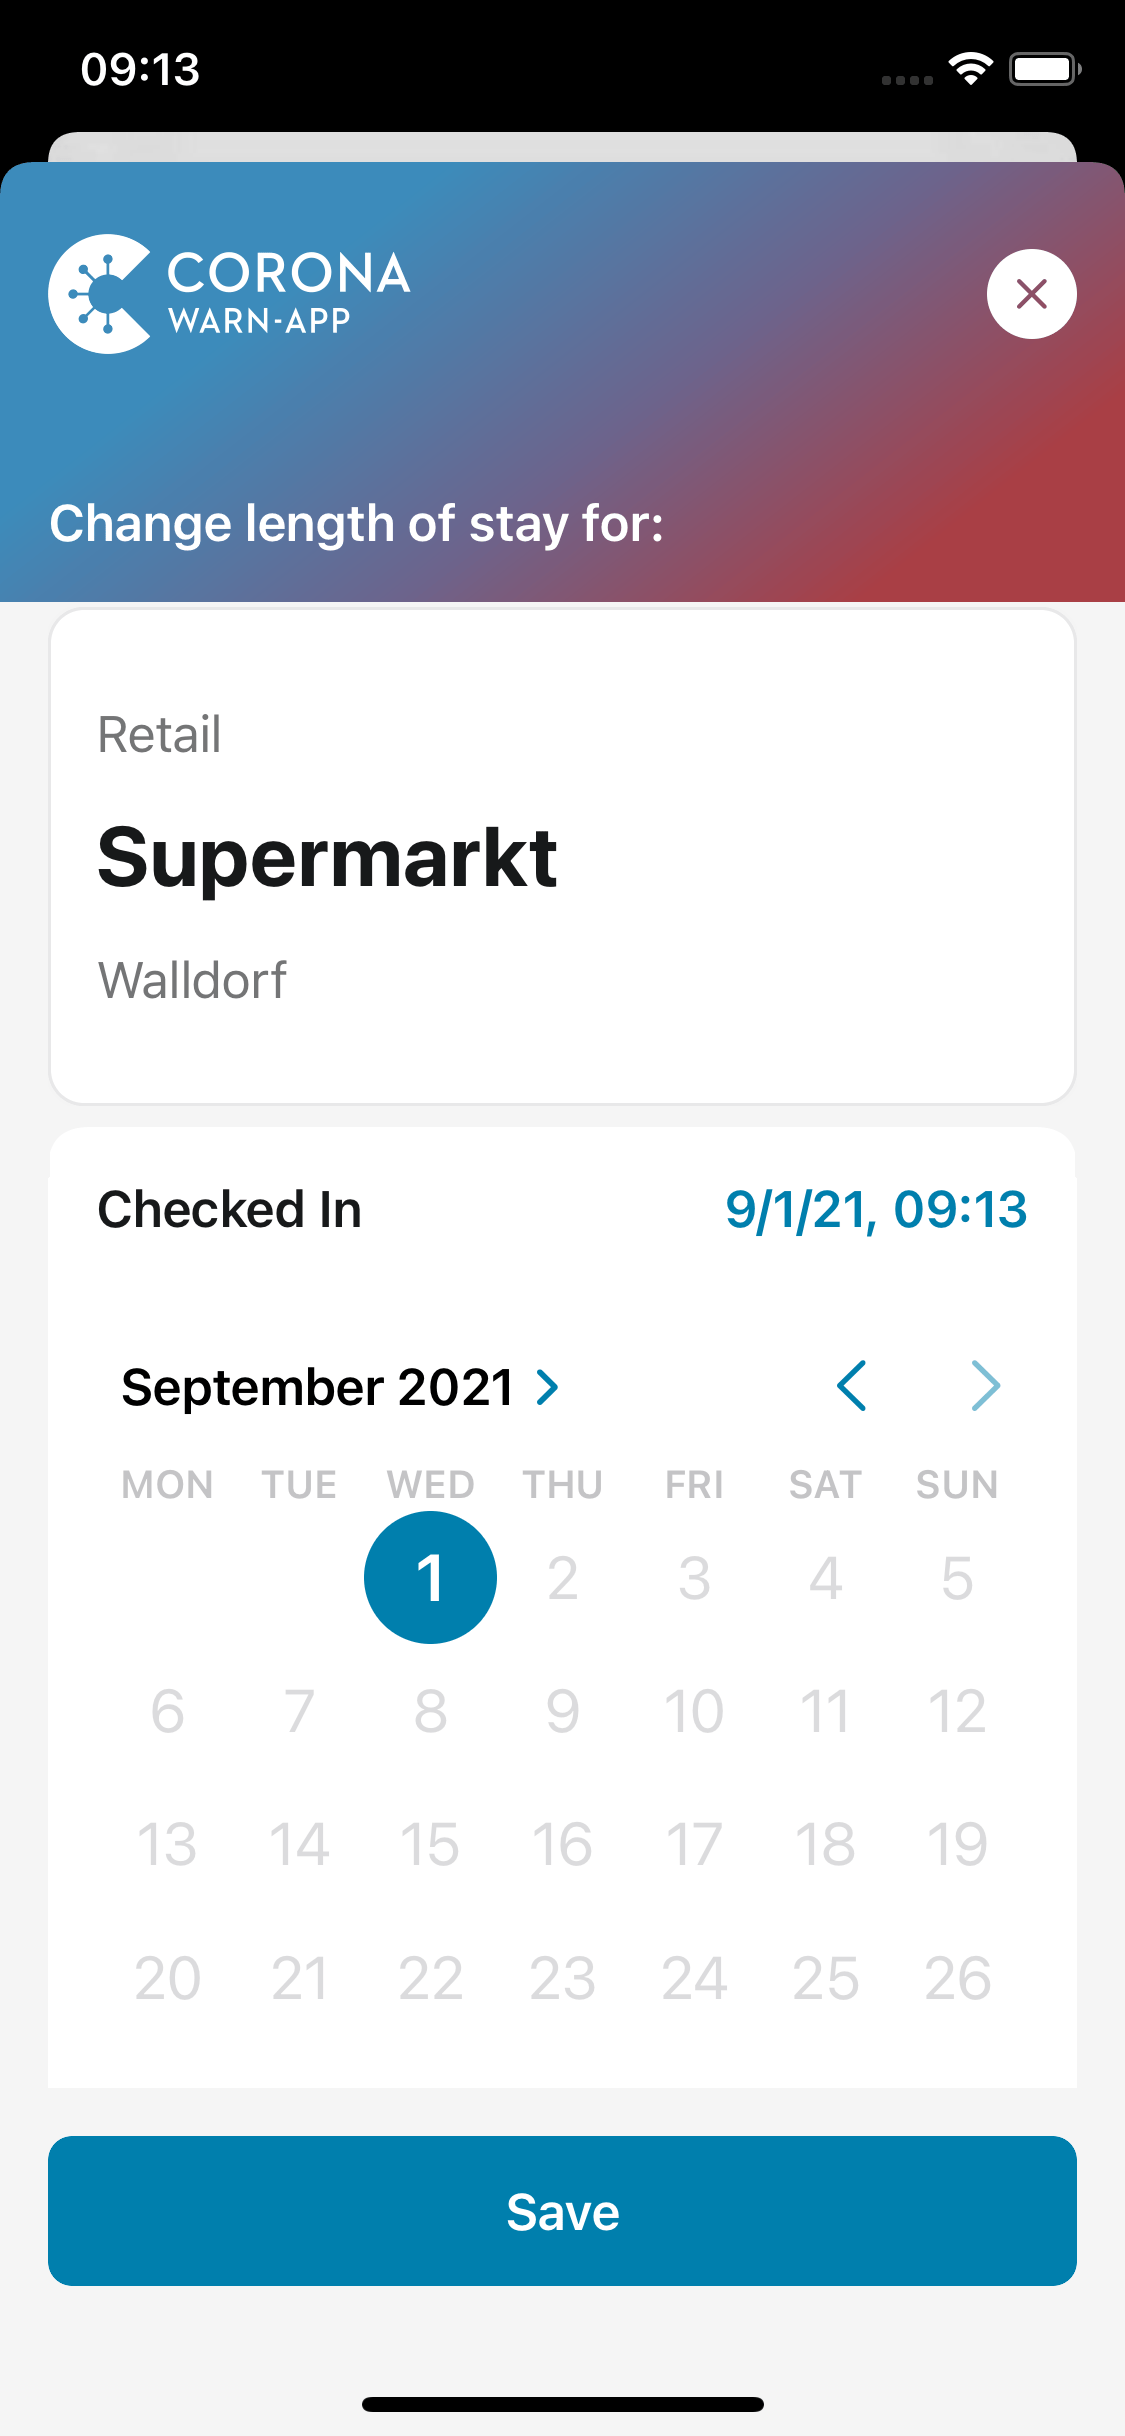 09:13
CORONA
WARN-APP
Change length of stay for:
Retail
Supermarkt
Walldorf
Checked In 9/1/21, 09:13
September 2021
MON TUE WED THU FRI SAT SUN
1 2 3 4 5
6 7 8 9 10 11 12
13 14 15 16 17 18 19
20 21 22 23 24 25 26
Save